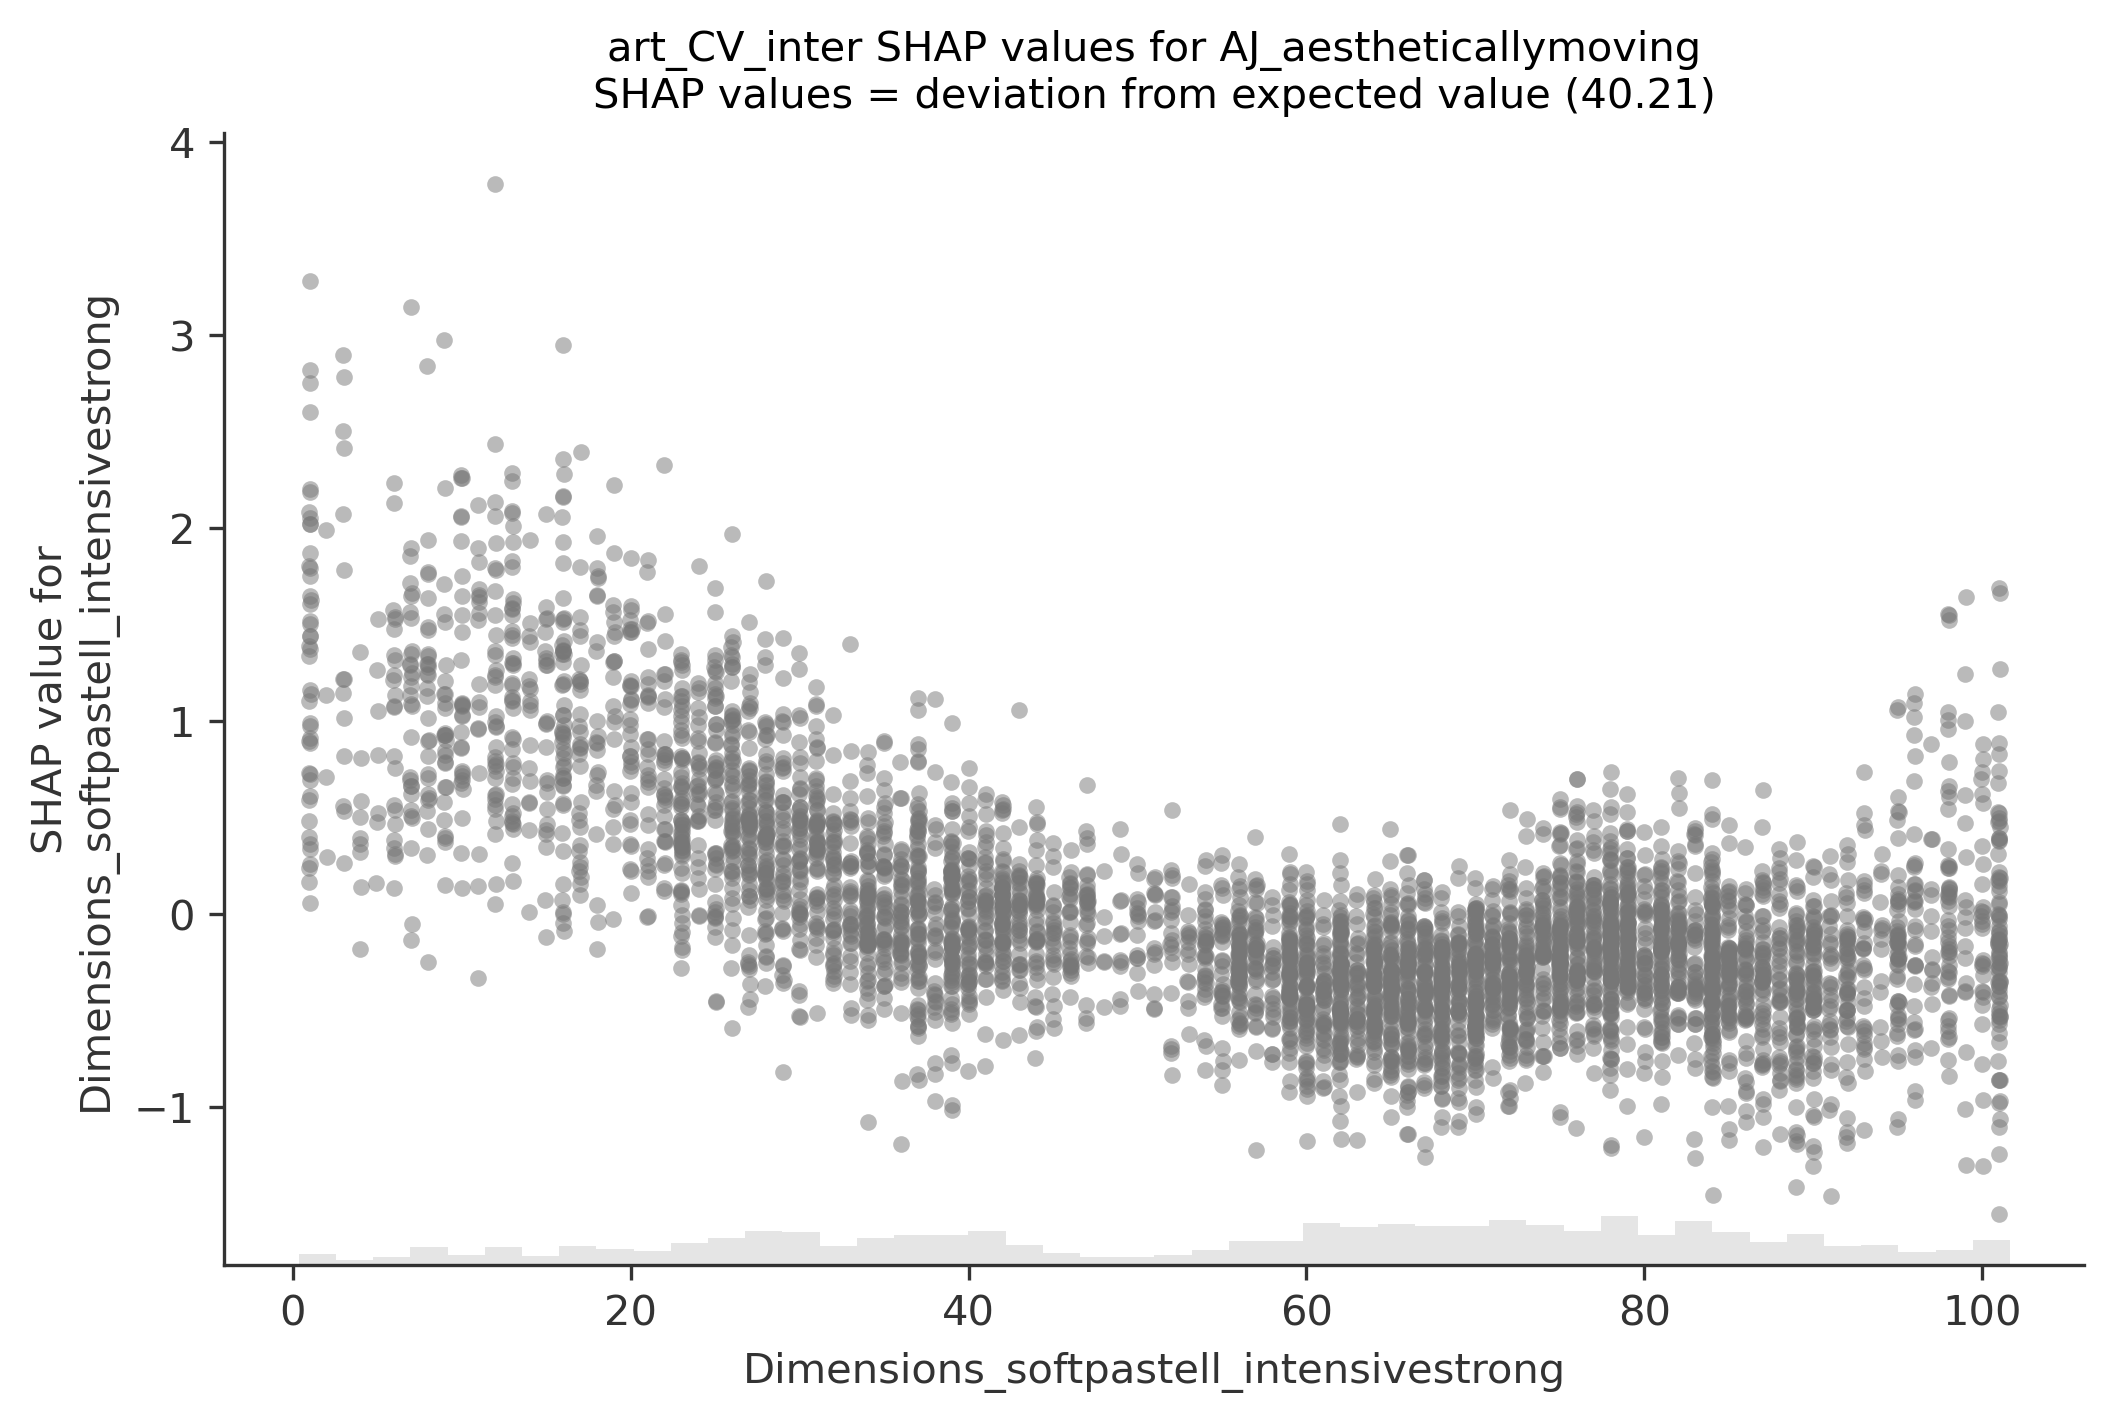 art_CV_inter SHAP values for AJ_aestheticallymoving
SHAP values = deviation from expected value (40.21)
SHAP value for
Dimensions_softpastell_intensivestrong
4
3
2
1
0
−1
0
20
40
60
80
100
Dimensions_softpastell_intensivestrong